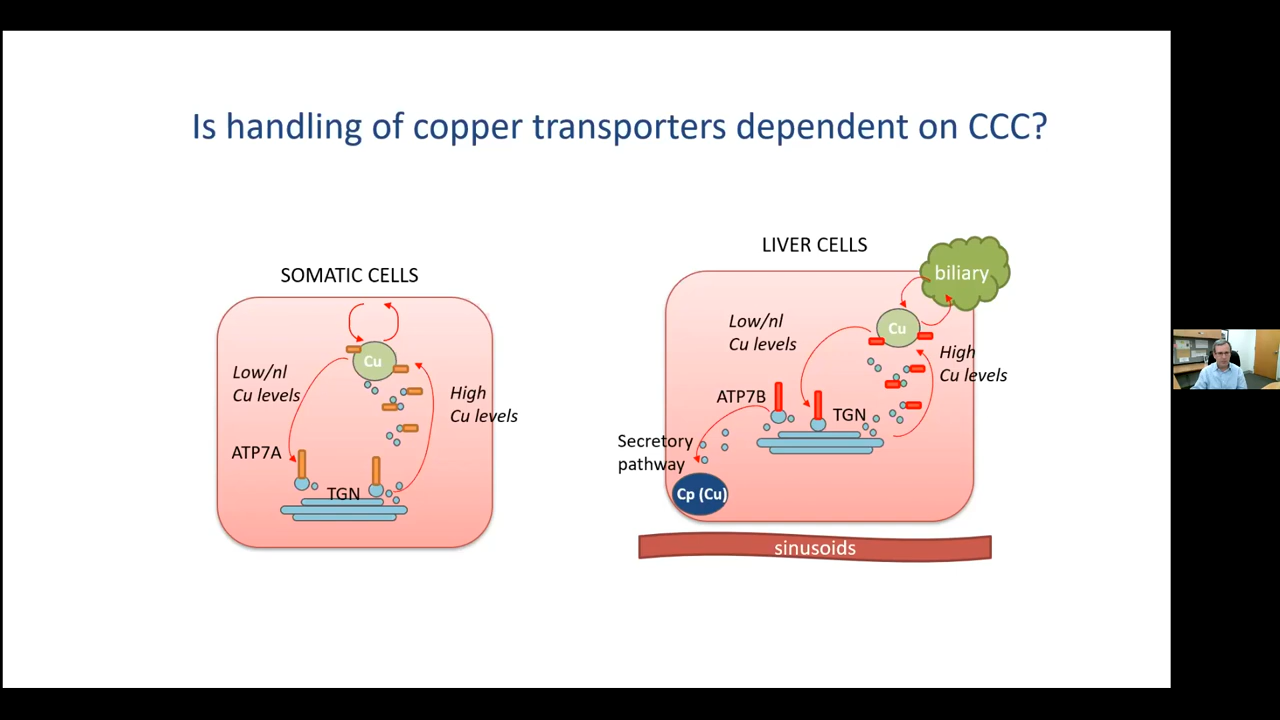 Is handling of copper transporters dependent on CCC?
SOMATIC CELLS
Cu
Low/nl
Cu levels
High
Cu levels
ATP7A
TGN
LIVER CELLS
biliary
Cu
Low/nl
Cu levels
High
Cu levels
ATP7B
TGN
Secretory
pathway
Cp (Cu)
sinusoids